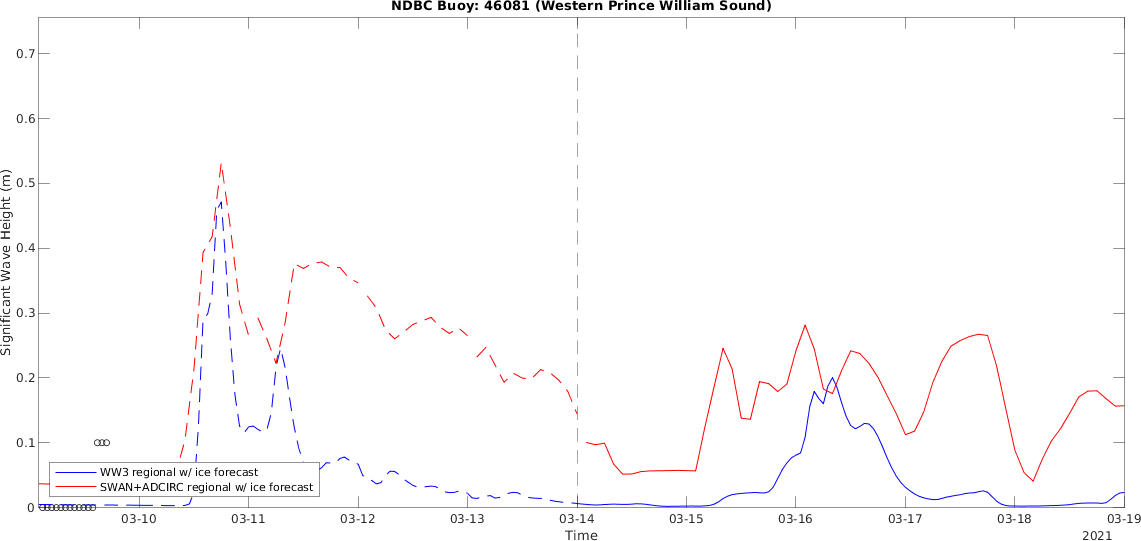 NDBC Buoy: 46081 (Western Prince William Sound)
Significant Wave Height (m)
0.7
0.6
0.5
0.4
0.3
0.2
0.1
0
WW3 regional w/ ice forecast
SWAN+ADCIRC regional w/ ice forecast
03-10 03-11 03-12 03-13 03-14 03-15 03-16 03-17 03-18 03-19
Time
2021